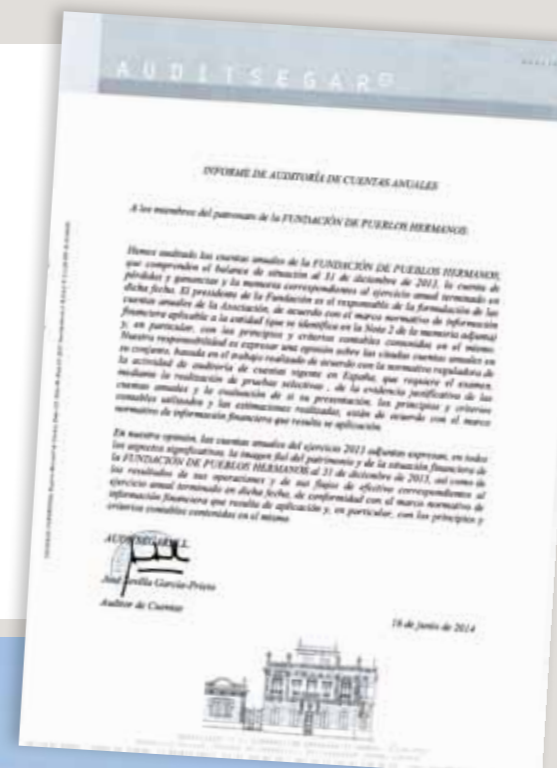 AUDITSEGAR
INFORME DE AUDITORÍA DE CUENTAS ANUALES
A los miembros del patronato de la FUNDACIÓN DE PUEBLOS HERMANOS:
Hemos auditado las cuentas anuales de la FUNDACIÓN DE PUEBLOS HERMANOS,
que comprenden el balance de situación al 31 de diciembre de 2013, la cuenta de
pérdidas y ganancias y la memoria correspondientes al ejercicio anual terminado en
dicha fecha. El presidente de la Fundación es el responsable de la formulación de las
cuentas anuales de la Asociación, de acuerdo con el marco normativo de información
financiera aplicable a la entidad (que se identifica en la Note 2 de la memoria adjunta)
y, en particular, con los principios y criterios contables contenidos en el mismo.
Nuestra responsabilidad es expresar una opinión sobre las citadas cuentas anuales en
su conjunto, basada en el trabajo realizado de acuerdo con la normativa reguladora de
la actividad de auditoría de cuentas vigente en España, que requiere el examen,
mediante la realización de pruebas selectivas , de la evidencia justificativa de las
cuentas anuales y la evaluación de si su presentación, los principios y criterios
contables utilizados y las estimaciones realizadas, están de acuerdo con el marco
normativo de información financiera que resulta de aplicación.
En nuestra opinión, las cuentas anuales del ejercicio 2013 adjuntas expresan, en todos
los aspectos significativos, la imagen fiel del patrimonio y de la situación financiera de
la FUNDACIÓN DE PUEBLOS HERMANOS al 31 de diciembre de 2013, así como de
los resultados de sus operaciones y de sus flujos de efectivo correspondientes al
ejercicio anual terminado en dicha fecha, de conformidad con el marco normativo de
información financiera que resulta de aplicación y, en particular, con los principios y
criterios contables contenidos en el mismo.
AUDITSEGAR S.L.
José Sevilla García-Prieto
Auditor de Cuentas
16 de junio de 2014